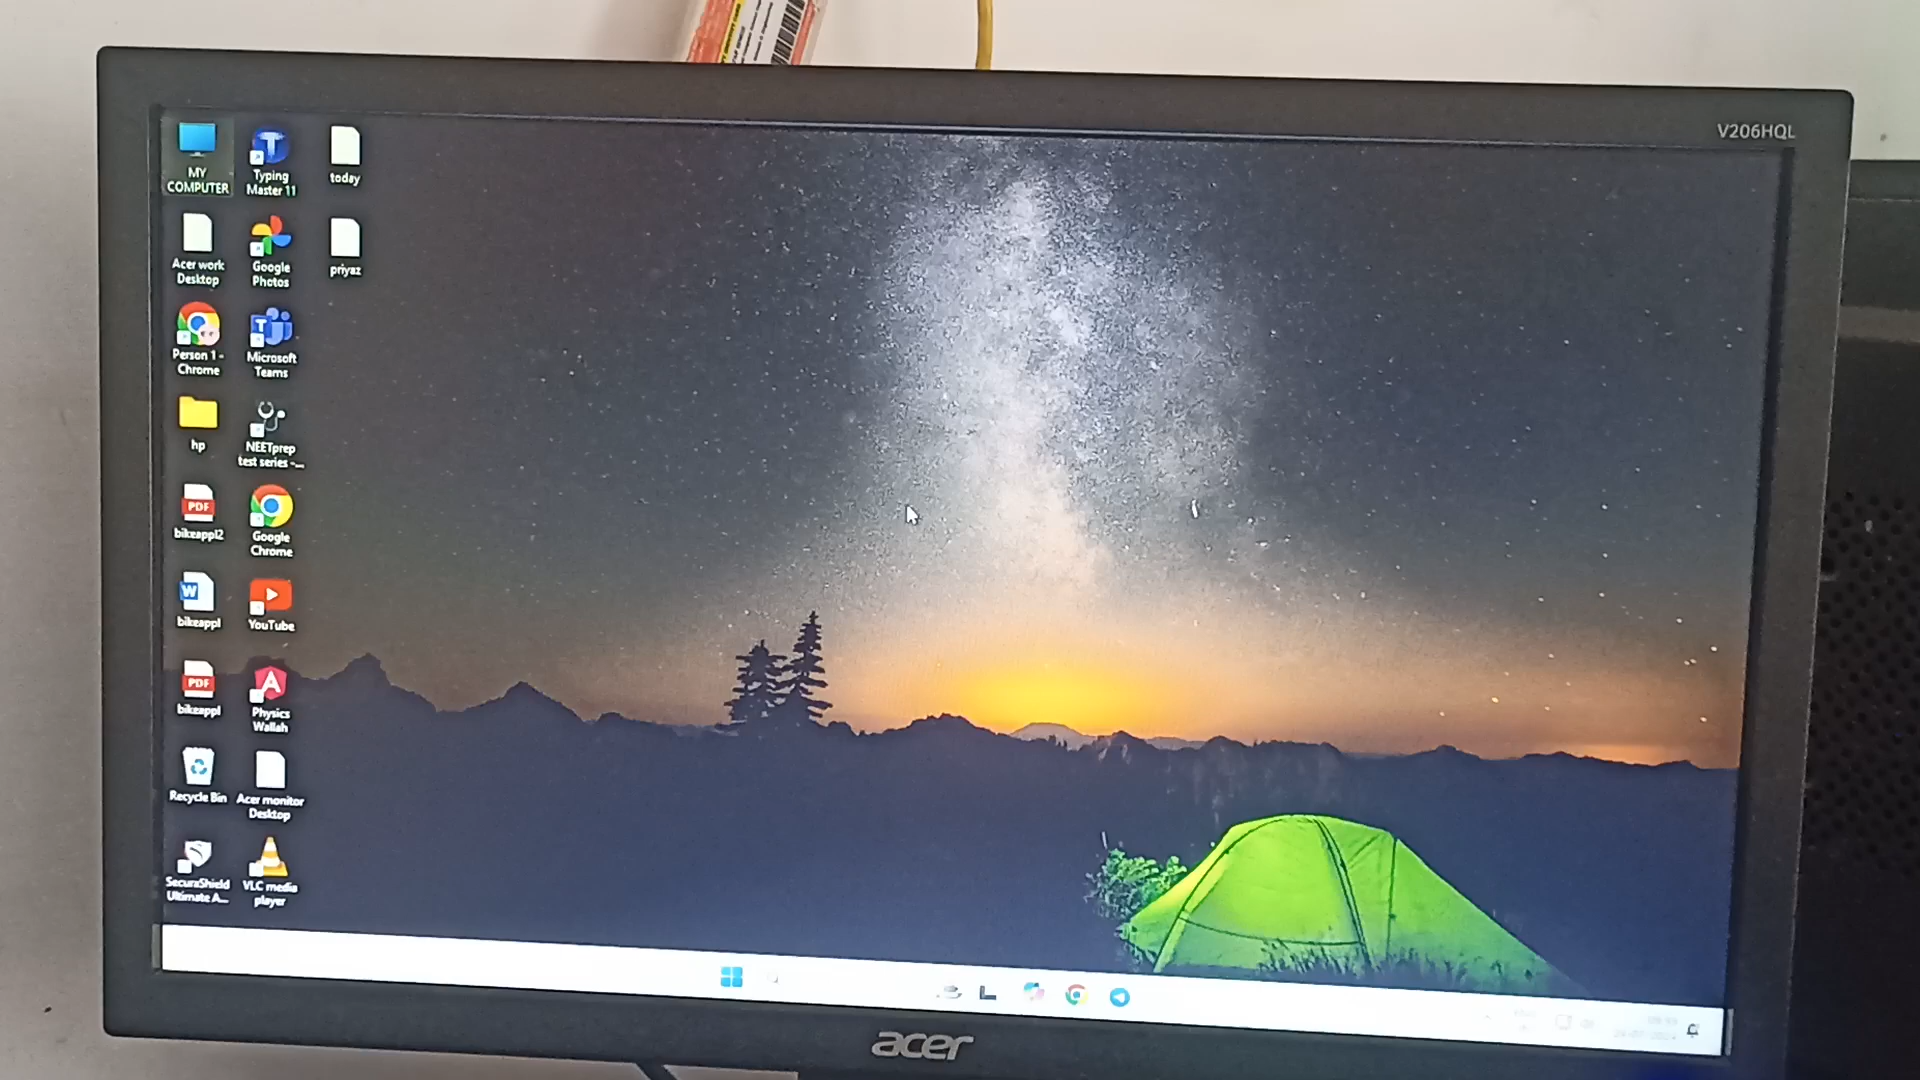 V206HQL
MY
COMPUTER
Typing
Master 11
today
Acer work
Desktop
Google
Photos
priyaz
Person 1 -
Chrome
Microsoft
Teams
hp
NEETprep
test series -...
PDF
bikeappl2
Google
Chrome
W
bikeappl
YouTube
PDF
bikeappl
Physics
Wallah
Recycle Bin
Acer monitor
Desktop
SecuraShield
Ultimate A...
VLC media
player
acer